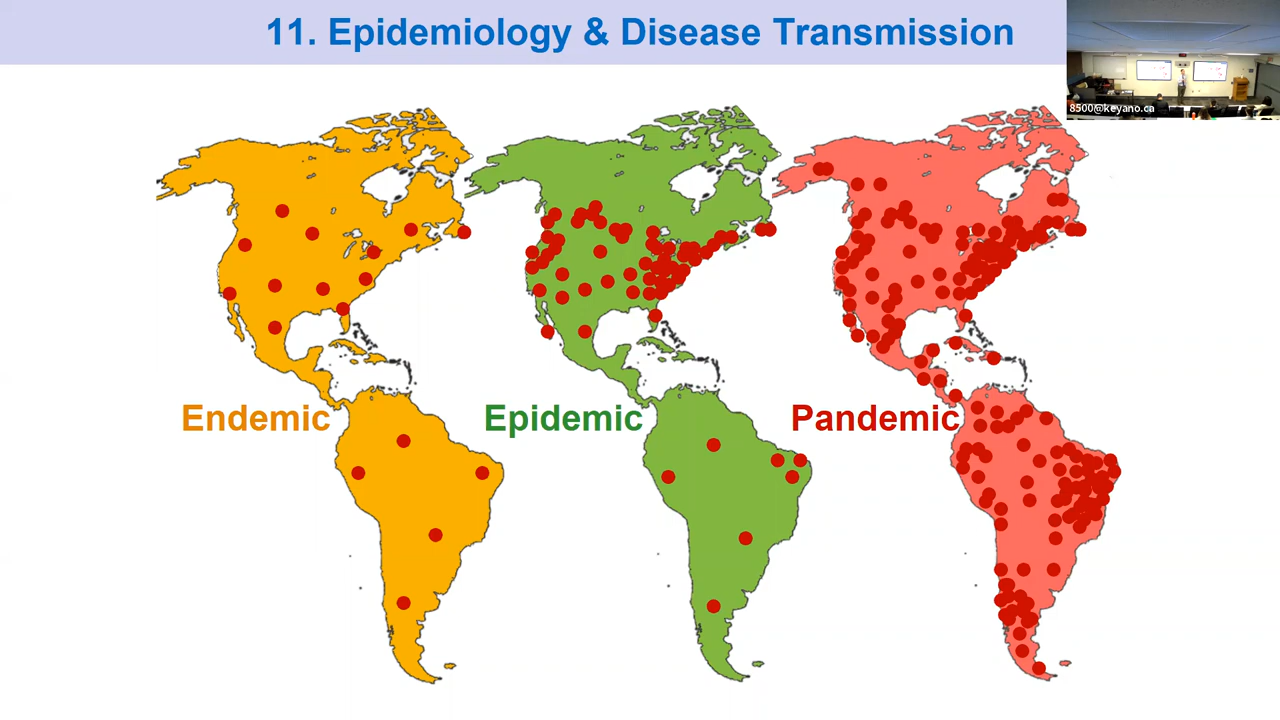 11. Epidemiology & Disease Transmission
8500@keyano.ca
Endemic
Epidemic
Pandemic